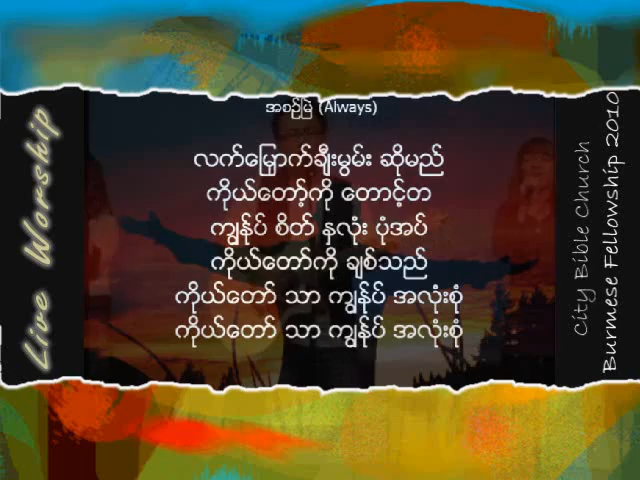 Live Worship
အစဉ်မြဲ (Always)
လက်မြှောက်ချီးမွမ်း ဆိုမည်
ကိုယ်တော့်ကို တောင့်တ
ကျွန်ုပ် စိတ် နှလုံး ပုံအပ်
ကိုယ်တော်ကို ချစ်သည်
ကိုယ်တော် သာ ကျွန်ုပ် အလုံးစုံ
ကိုယ်တော် သာ ကျွန်ုပ် အလုံးစုံ
City Bible Church
Burmese Fellowship 2010